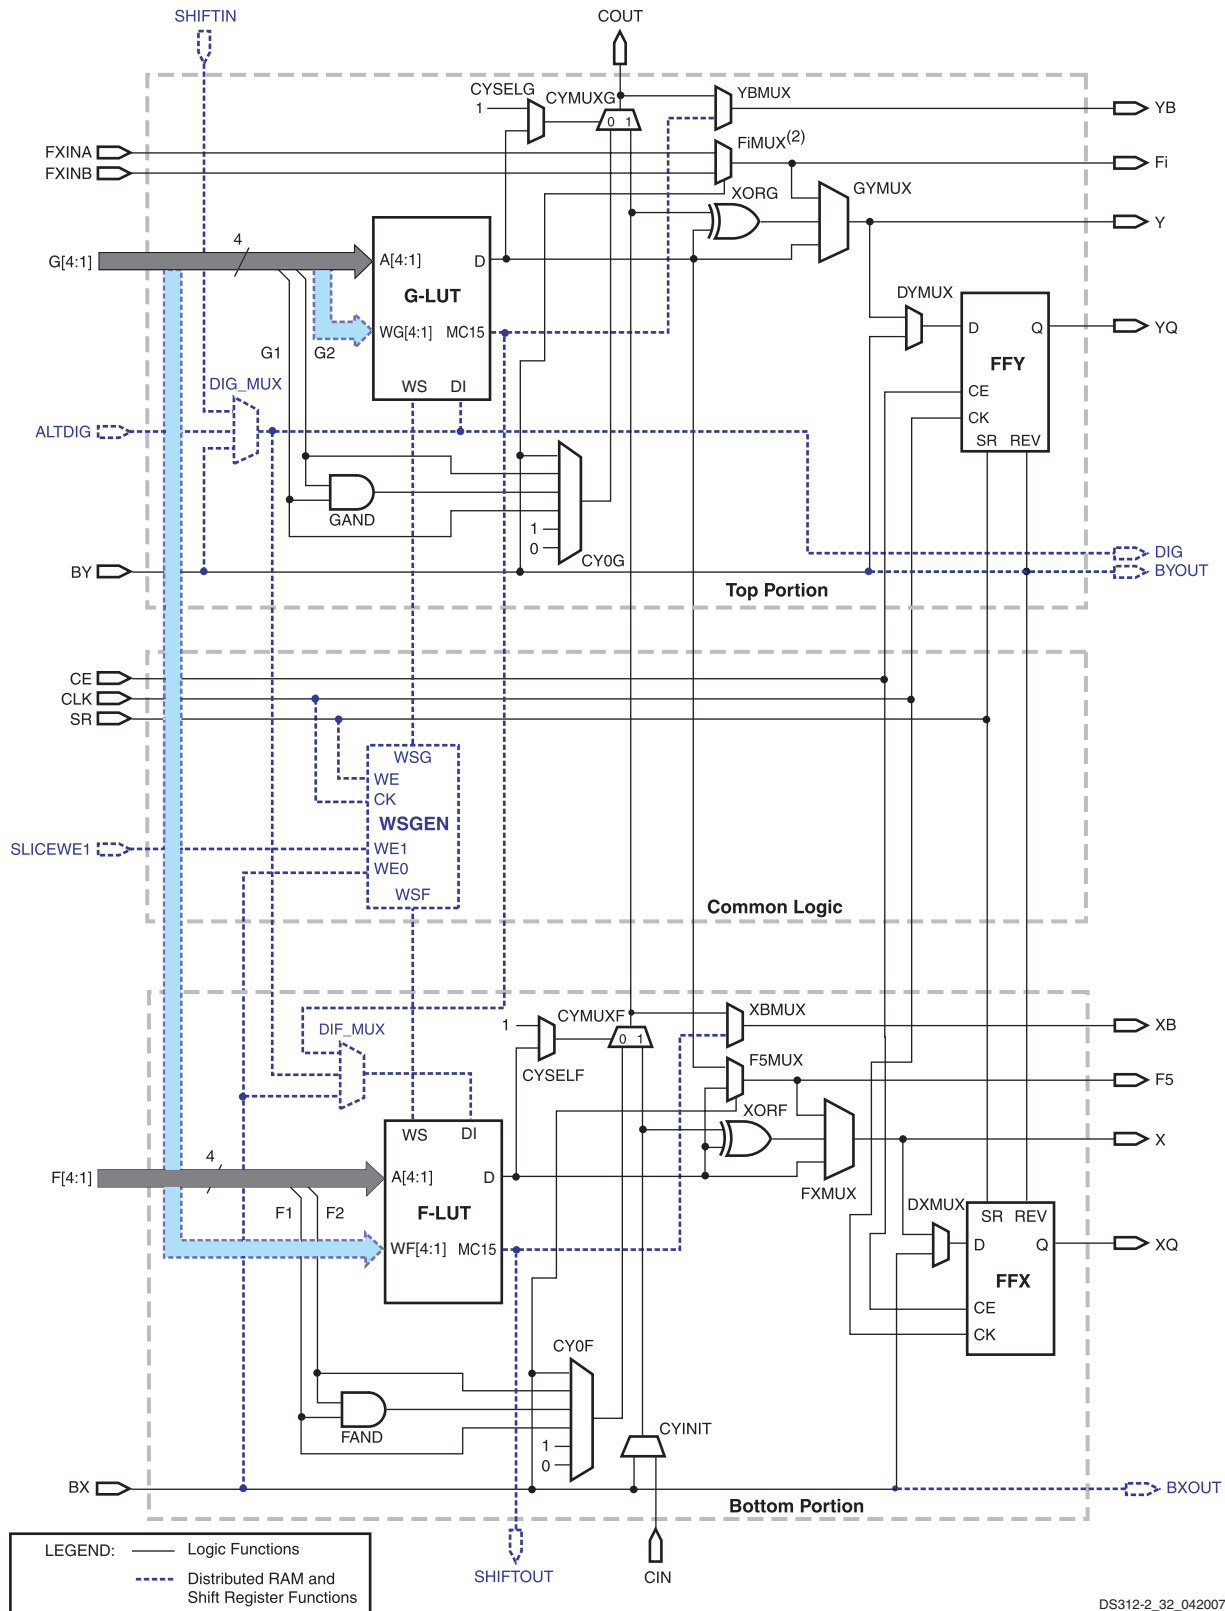 SHIFTIN
COUT
CYSELG
1
CYMUXG
0 1
YBMUX
YB
FXINA
FXINB
FiMUX(2)
Fi
XORG
GYMUX
Y
G[4:1]
4
A[4:1]
D
G-LUT
WG[4:1]
MC15
WS
DI
G1
G2
DYMUX
D
Q
YQ
FFY
CE
CK
SR
REV
DIG_MUX
ALTDIG
GAND
1
0
CY0G
DIG
BY
BYOUT
Top Portion
CE
CLK
SR
WSG
WE
CK
WSGEN
SLICEWE1
WE1
WE0
WSF
Common Logic
DIF_MUX
1
CYMUXF
0 1
CYSELF
XBMUX
XB
F5MUX
F5
XORF
X
FXMUX
F[4:1]
4
WS
DI
A[4:1]
D
F-LUT
WF[4:1]
MC15
F1
F2
DXMUX
SR
REV
D
Q
XQ
FFX
CE
CK
CY0F
FAND
1
0
CYINIT
BX
BXOUT
Bottom Portion
SHIFTOUT
CIN
LEGEND:
Logic Functions
Distributed RAM and
Shift Register Functions
DS312-2_32_042007